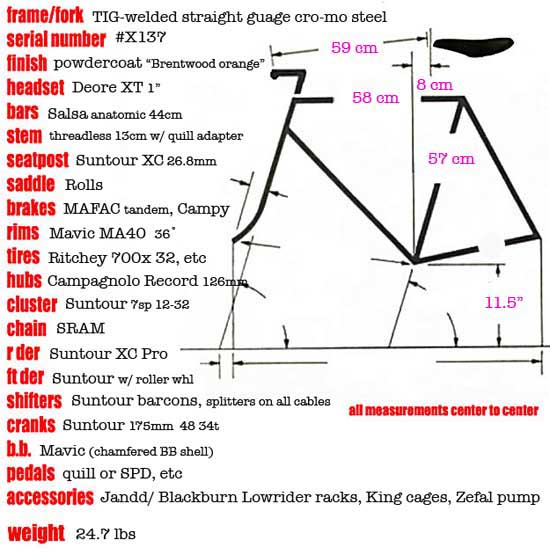 frame/fork TIG-welded straight guage cro-mo steel
serial number #X137
finish powdercoat "Brentwood orange"
headset Deore XT 1"
bars Salsa anatomic 44cm
stem threadless 13cm w/ quill adapter
seatpost Suntour XC 26.8mm
saddle Rolls
brakes MAFAC tandem, Campy
rims Mavic MA40 36°
tires Ritchey 700x 32, etc
hubs Campagnolo Record 126mm
cluster Suntour 7sp 12-32
chain SRAM
r der Suntour XC Pro
ft der Suntour w/ roller whl
shifters Suntour barcons, splitters on all cables
cranks Suntour 175mm 48 34t
b.b. Mavic (chamfered BB shell)
pedals quill or SPD, etc
accessories Jandd/ Blackburn Lowrider racks, King cages, Zefal pump
weight 24.7 lbs
59 cm
8 cm
58 cm
57 cm
11.5"
all measurements center to center